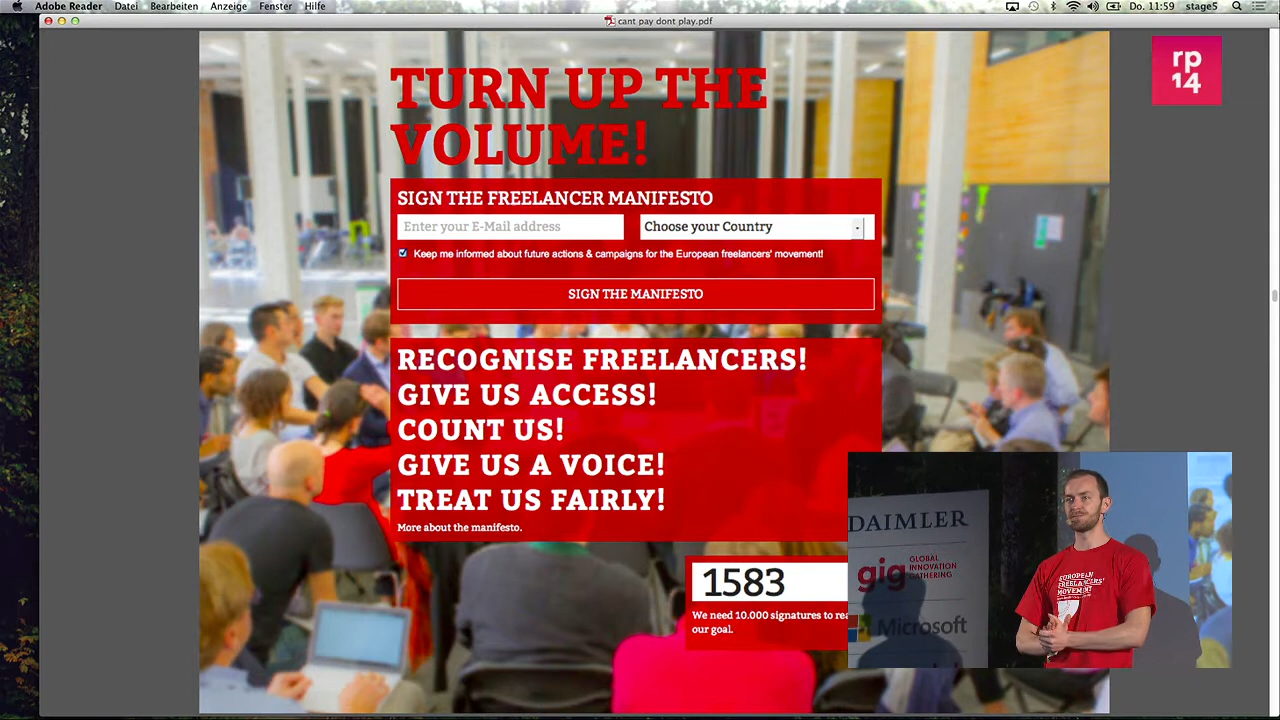 Adobe Reader Datei Bearbeiten Anzeige Fenster Hilfe Do. 11:59 stage5
cant pay dont play.pdf
rp
14
TURN UP THE
VOLUME!
SIGN THE FREELANCER MANIFESTO
Enter your E-Mail address Choose your Country
Keep me informed about future actions & campaigns for the European freelancers' movement!
SIGN THE MANIFESTO
RECOGNISE FREELANCERS!
GIVE US ACCESS!
COUNT US!
GIVE US A VOICE!
TREAT US FAIRLY!
More about the manifesto.
1583
We need 10.000 signatures to rea
our goal.
DAIMLER
gig GLOBAL
INNOVATION
GATHERING
Microsoft
EUROPEAN
FREELANCERS'
MOVEMENT